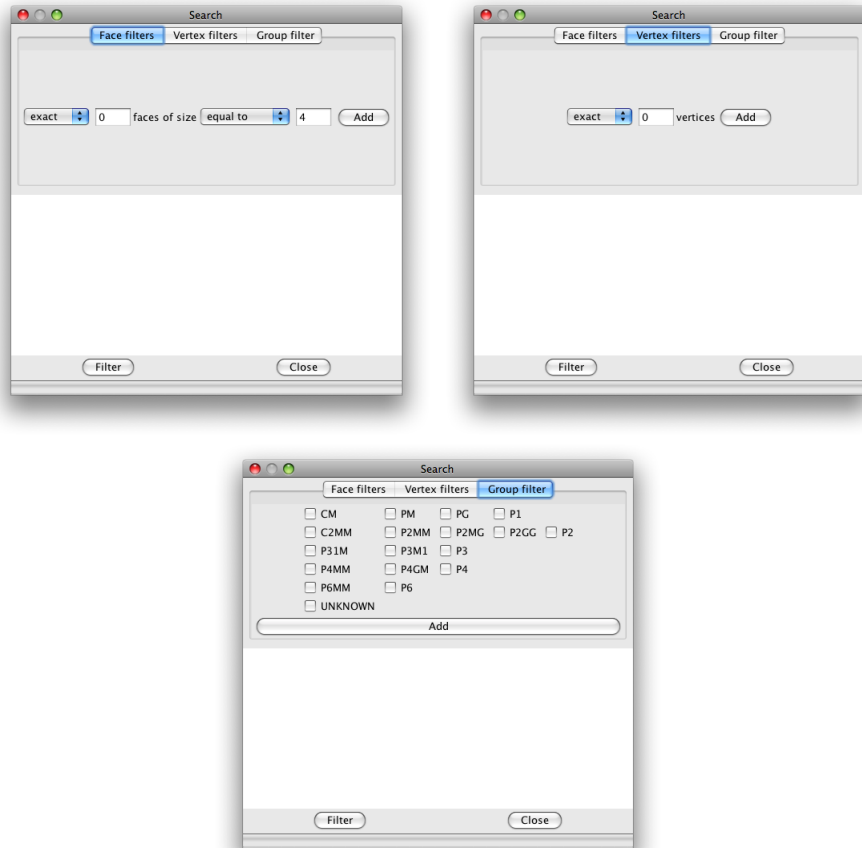 Search
Face filters Vertex filters Group filter
exact 0 faces of size equal to 4 Add
Filter Close
Search
Face filters Vertex filters Group filter
exact 0 vertices Add
Filter Close
Search
Face filters Vertex filters Group filter
CM PM PG P1
C2MM P2MM P2MG P2GG P2
P31M P3M1 P3
P4MM P4GM P4
P6MM P6
UNKNOWN
Add
Filter Close